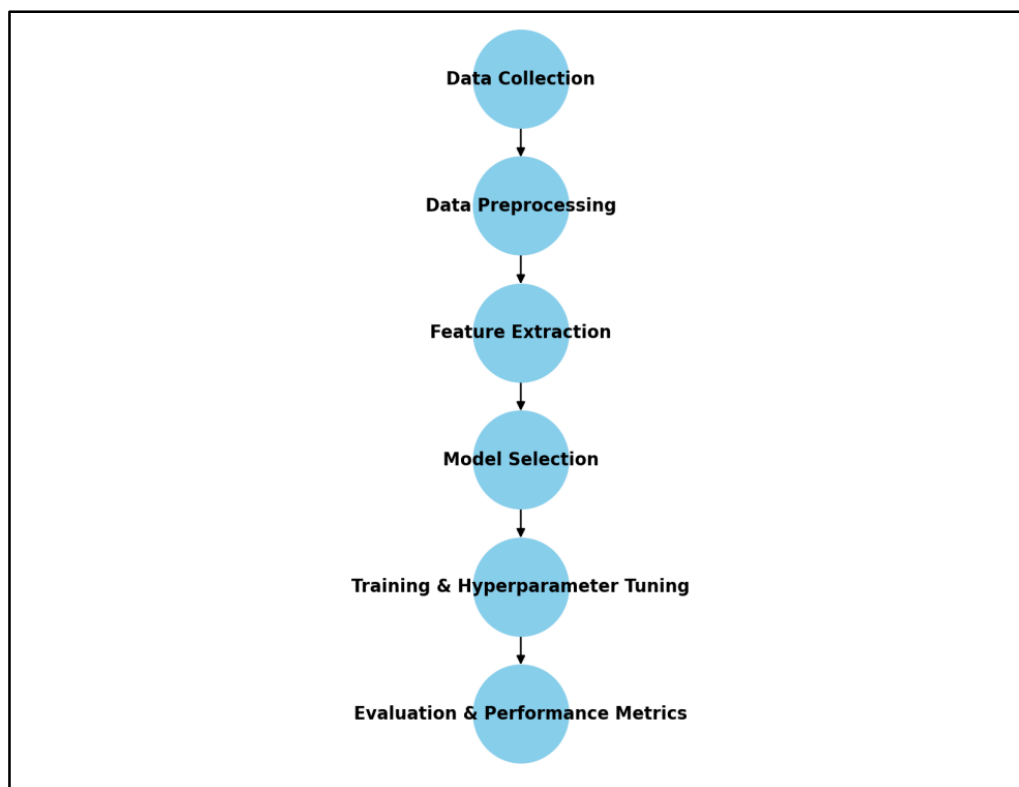 Data Collection
Data Preprocessing
Feature Extraction
Model Selection
Training & Hyperparameter Tuning
Evaluation & Performance Metrics